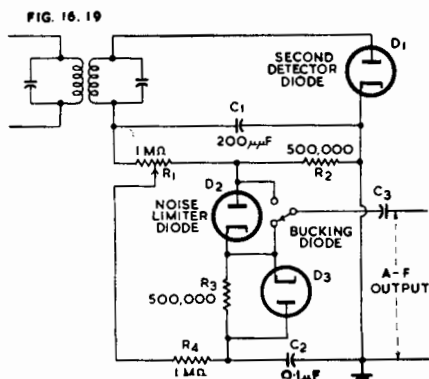 FIG. 16.19
D1
SECOND
DETECTOR
DIODE
C1
200µµF
1MΩ
R1
500,000
R2
D2
NOISE
LIMITER
DIODE
C3
BUCKING
DIODE
A-F
OUTPUT
R3
500,000
D3
R4
1MΩ
C2
0·1µF